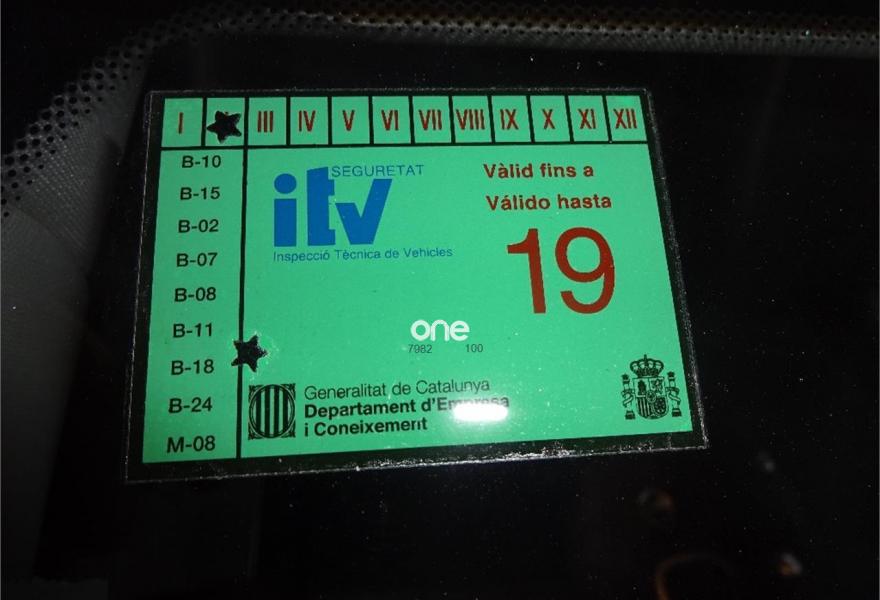 I III IV V VI VII VIII IX X XI XII
B-10
B-15
B-02
B-07
B-08
B-11
B-18
B-24
M-08
SEGURETAT
itv
Inspecció Tècnica de Vehicles
Vàlid fins a
Válido hasta
19
one
7982 100
Generalitat de Catalunya
Departament d'Empresa
i Coneixement